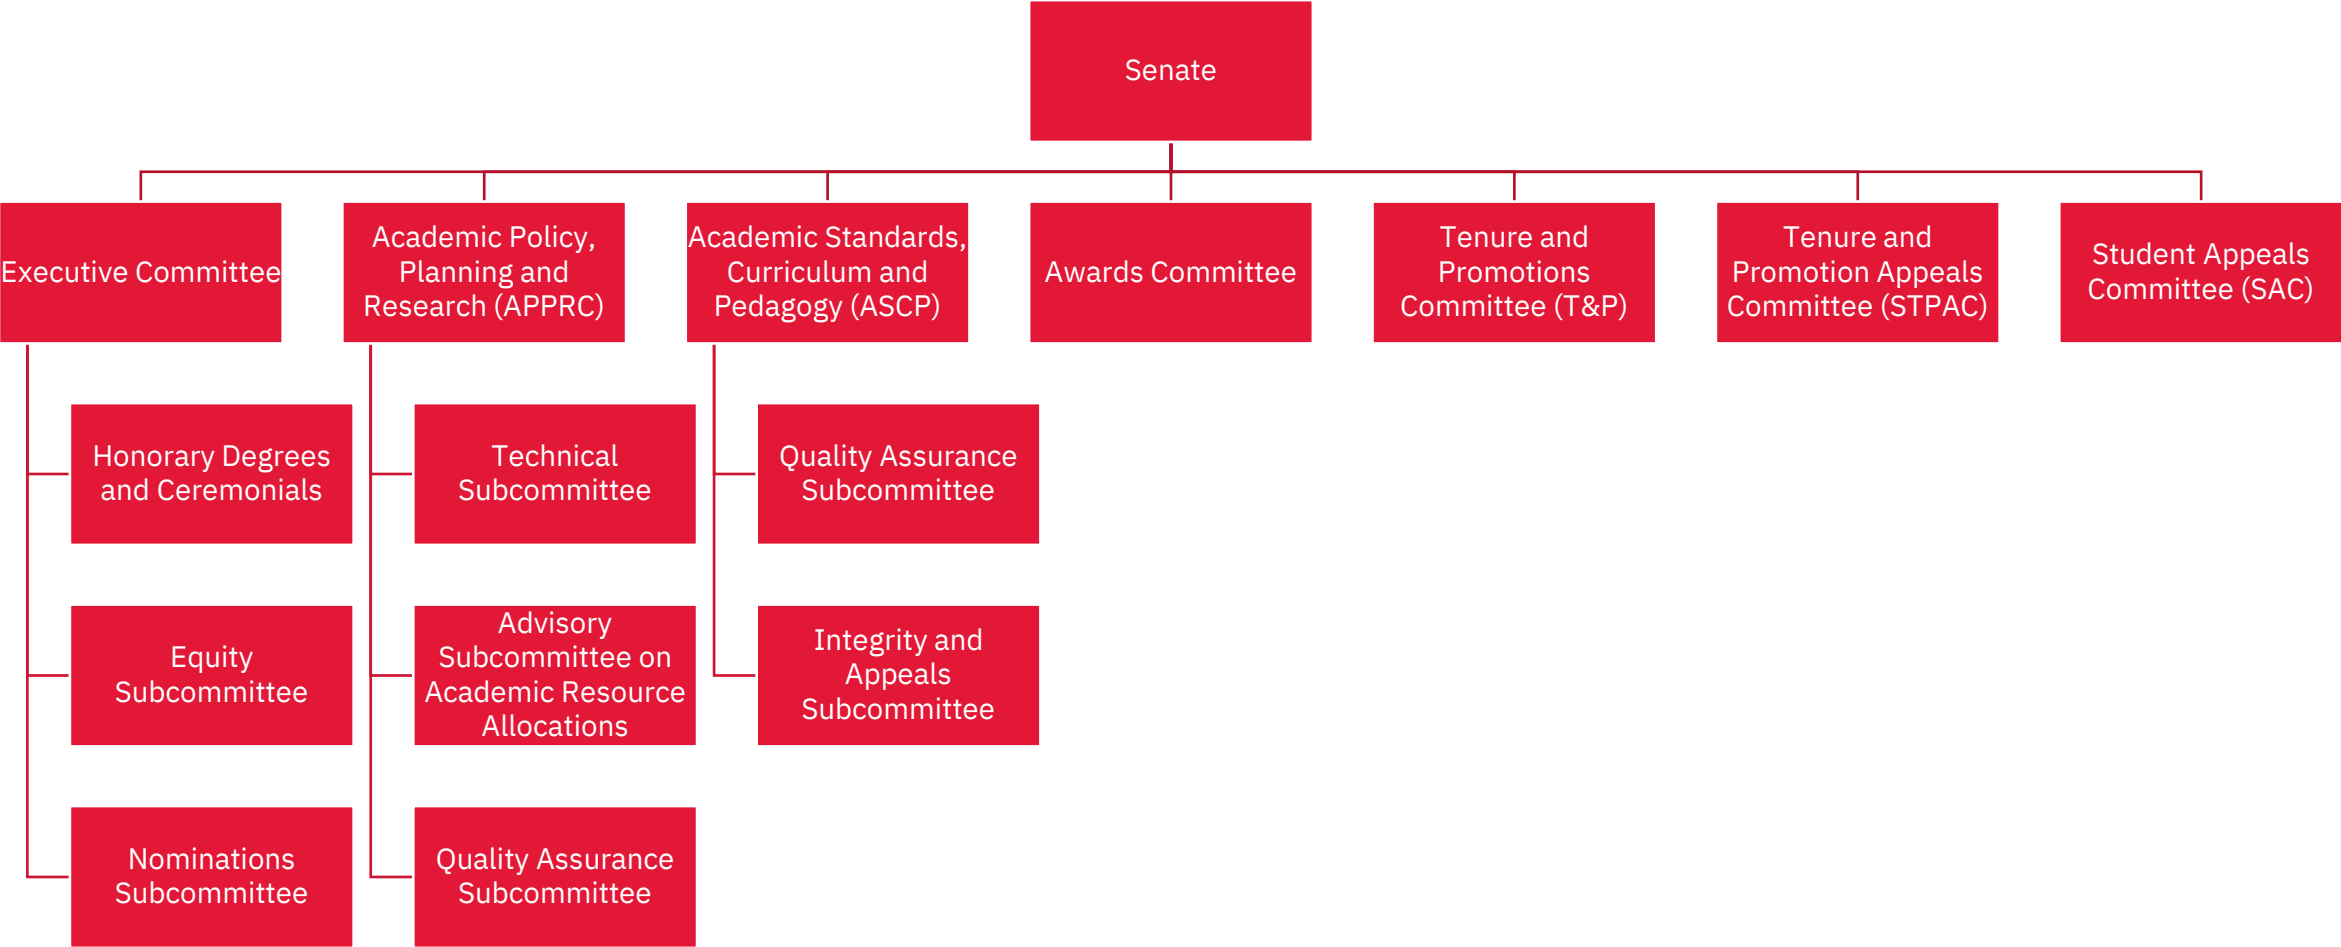 Senate
Executive Committee
Academic Policy,
Planning and
Research (APPRC)
Academic Standards,
Curriculum and
Pedagogy (ASCP)
Awards Committee
Tenure and
Promotions
Committee (T&P)
Tenure and
Promotion Appeals
Committee (STPAC)
Student Appeals
Committee (SAC)
Honorary Degrees
and Ceremonials
Technical
Subcommittee
Quality Assurance
Subcommittee
Equity
Subcommittee
Advisory
Subcommittee on
Academic Resource
Allocations
Integrity and
Appeals
Subcommittee
Nominations
Subcommittee
Quality Assurance
Subcommittee